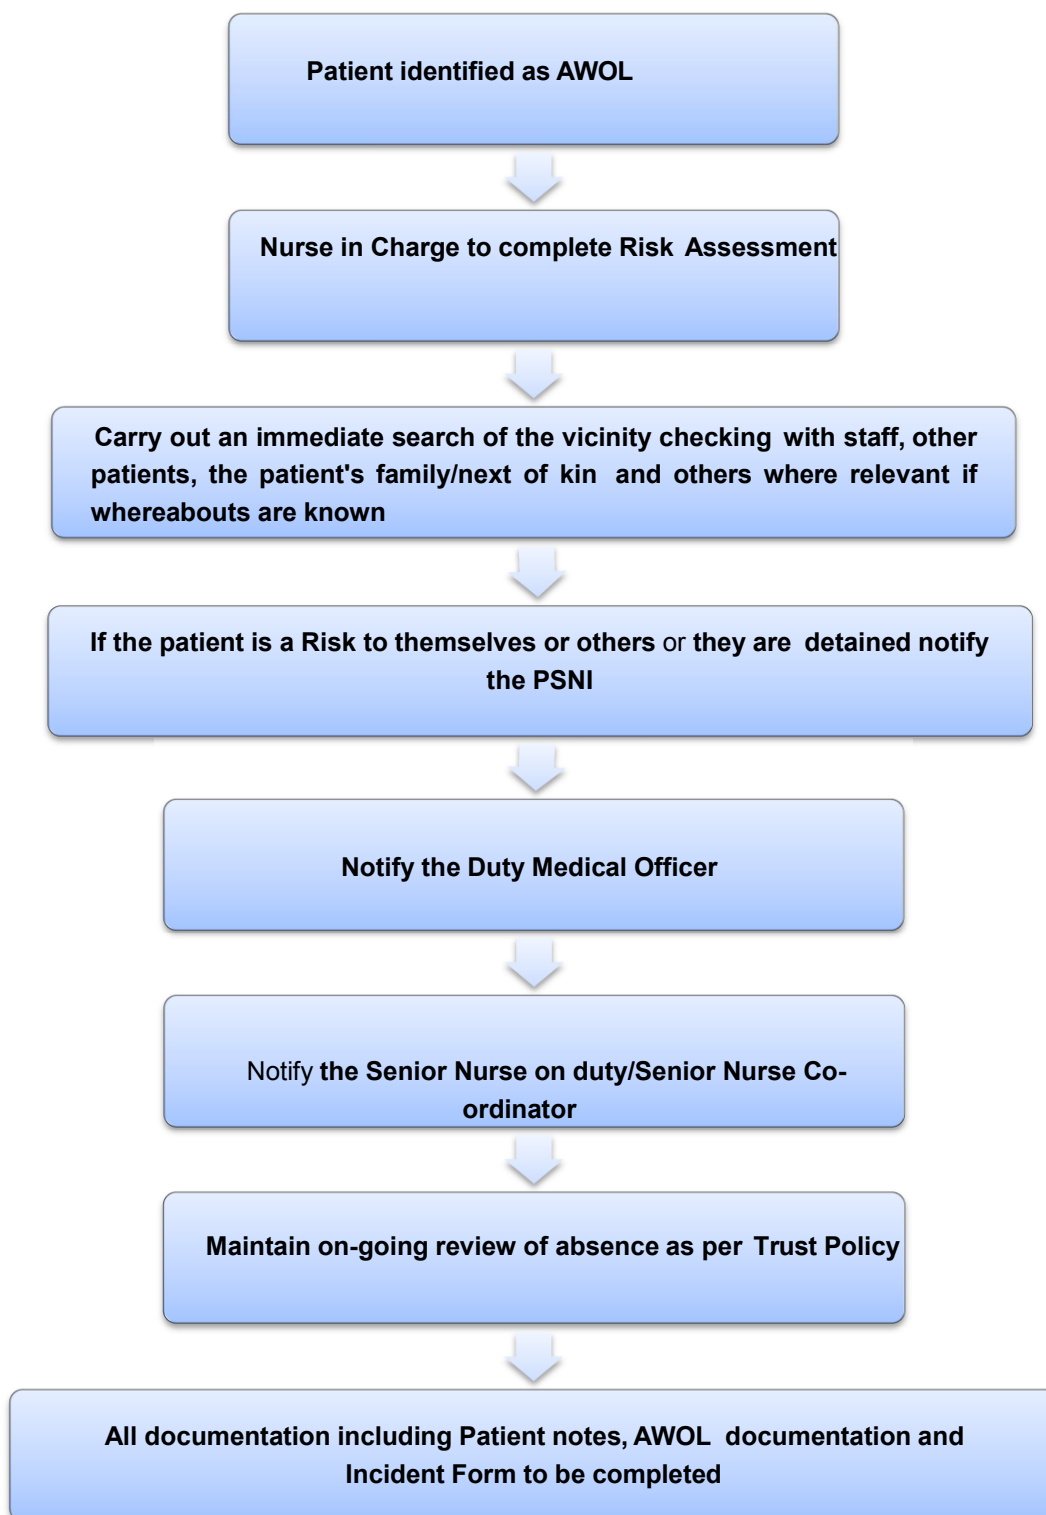 Patient identified as AWOL
Nurse in Charge to complete Risk Assessment
Carry out an immediate search of the vicinity checking with staff, other
patients, the patient's family/next of kin and others where relevant if
whereabouts are known
If the patient is a Risk to themselves or others or they are detained notify
the PSNI
Notify the Duty Medical Officer
Notify the Senior Nurse on duty/Senior Nurse Co-
ordinator
Maintain on-going review of absence as per Trust Policy
All documentation including Patient notes, AWOL documentation and
Incident Form to be completed